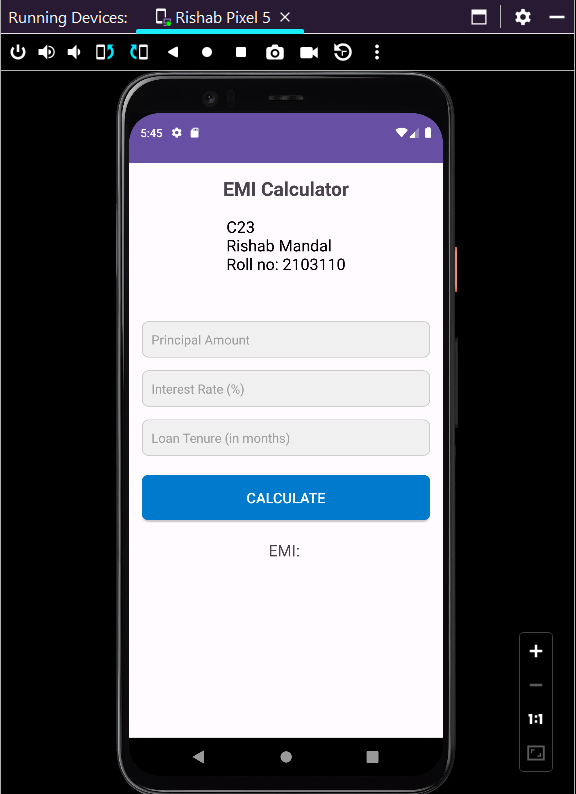 Running Devices: Rishab Pixel 5
5:45
EMI Calculator
C23
Rishab Mandal
Roll no: 2103110
Principal Amount
Interest Rate (%)
Loan Tenure (in months)
CALCULATE
EMI:
1:1